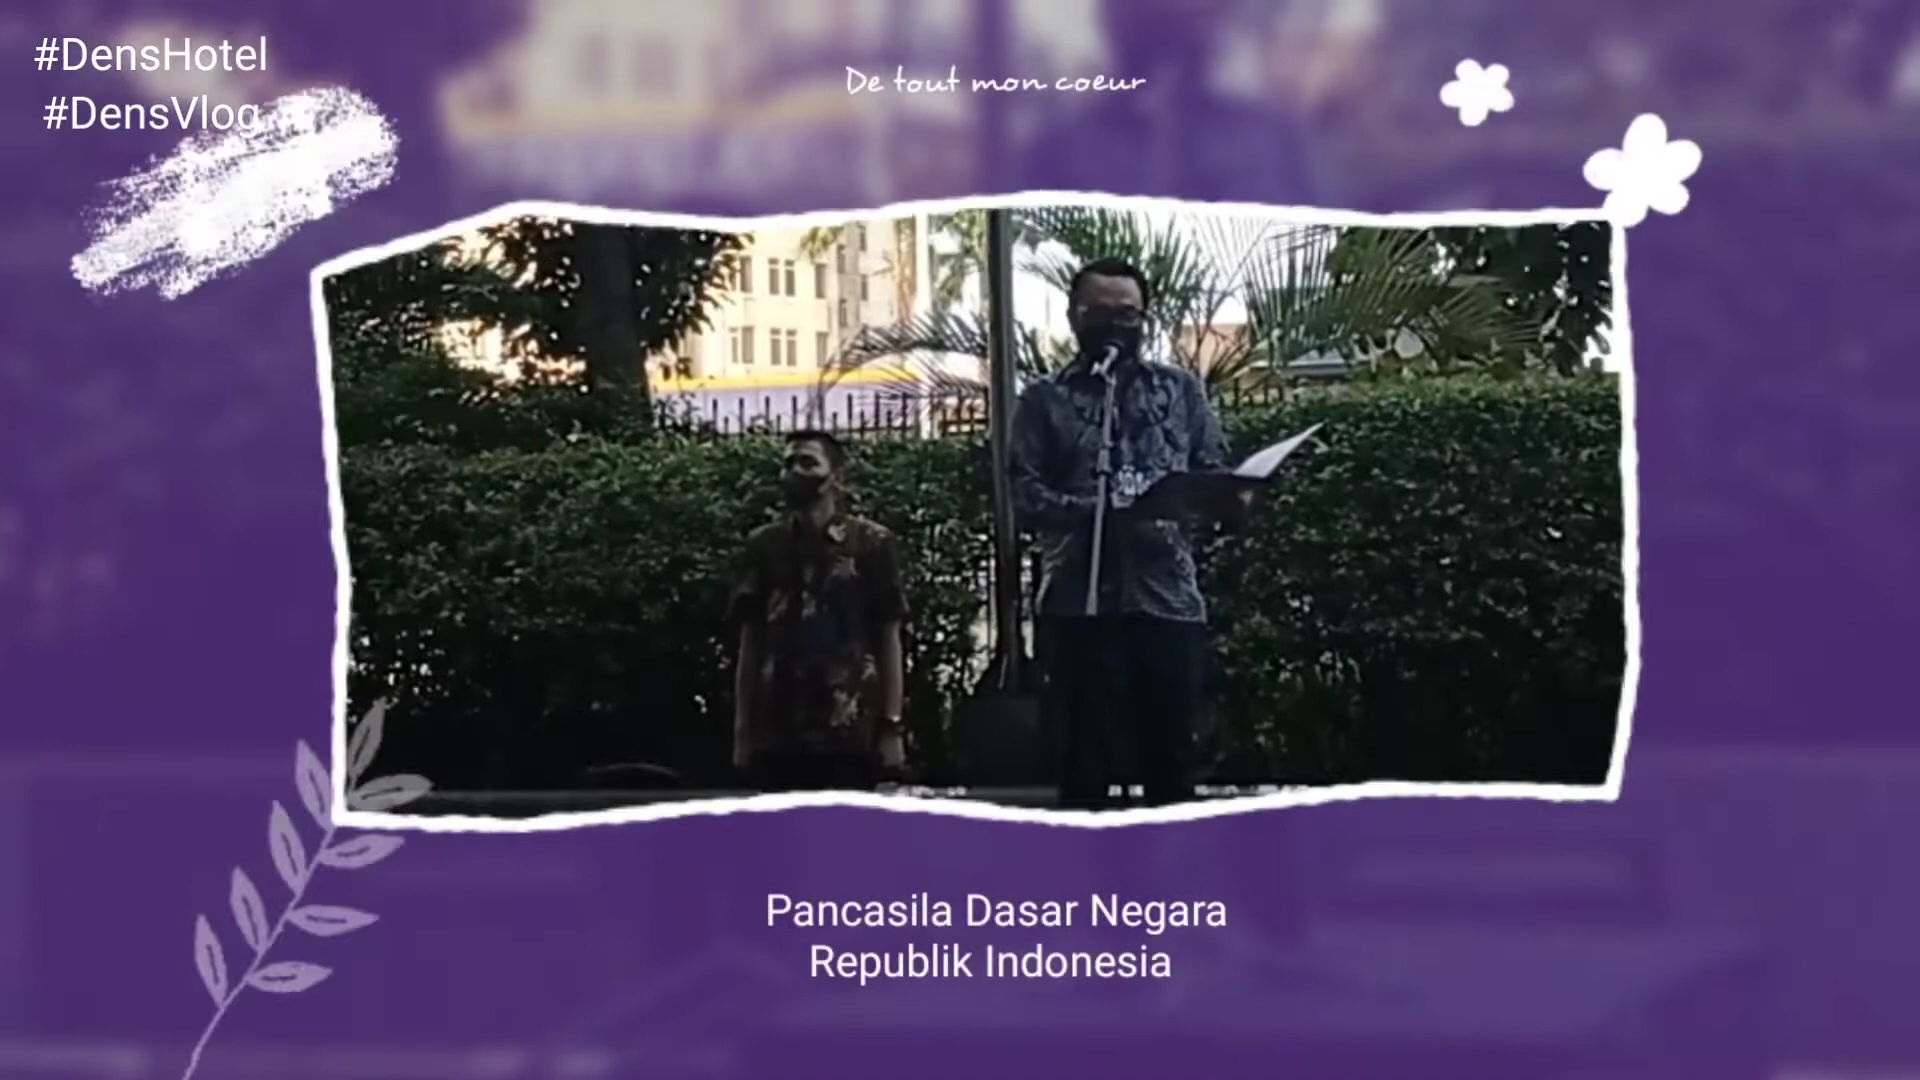 #DensHotel
#DensVlog
De tout mon coeur
Pancasila Dasar Negara
Republik Indonesia